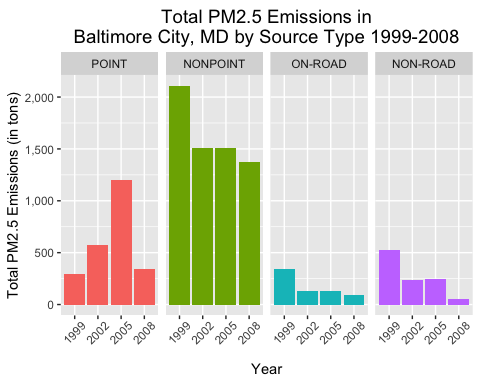 Total PM2.5 Emissions in
Baltimore City, MD by Source Type 1999-2008
POINT NONPOINT ON-ROAD NON-ROAD
Total PM2.5 Emissions (in tons)
2,000
1,500
1,000
500
0
1999 2002 2005 2008 1999 2002 2005 2008 1999 2002 2005 2008 1999 2002 2005 2008
Year